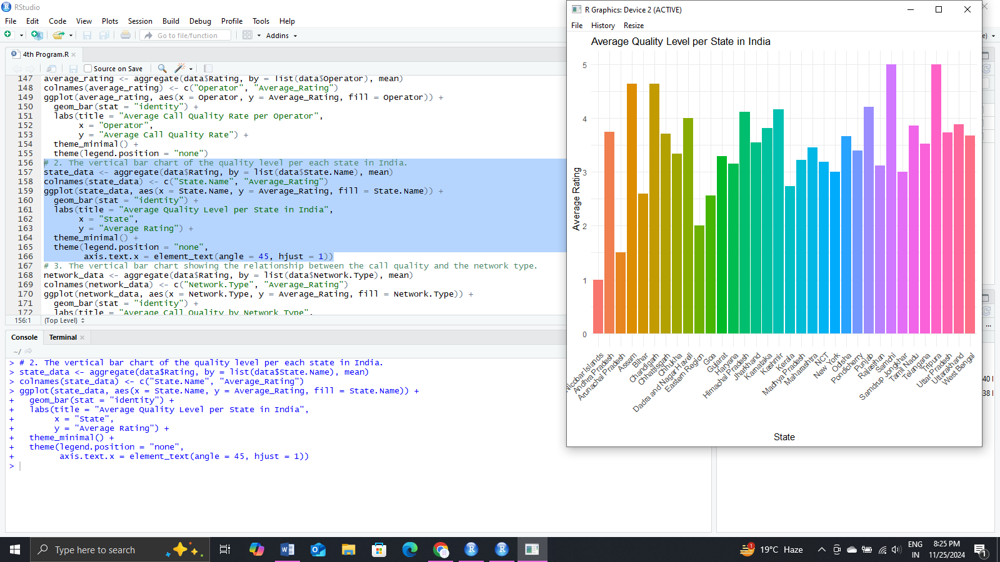 RStudio
File Edit Code View Plots Session Build Debug Profile Tools Help
Go to file/function
Addins
4th Program.R
Source on Save
147 average_rating <- aggregate(data$Rating, by = list(data$Operator), mean)
148 colnames(average_rating) <- c("Operator", "Average_Rating")
149 ggplot(average_rating, aes(x = Operator, y = Average_Rating, fill = Operator)) +
150   geom_bar(stat = "identity") +
151   labs(title = "Average Call Quality Rate per Operator",
152        x = "Operator",
153        y = "Average Call Quality Rate") +
154   theme_minimal() +
155   theme(legend.position = "none")
156 # 2. The vertical bar chart of the quality level per each state in India.
157 state_data <- aggregate(data$Rating, by = list(data$State.Name), mean)
158 colnames(state_data) <- c("State.Name", "Average_Rating")
159 ggplot(state_data, aes(x = State.Name, y = Average_Rating, fill = State.Name)) +
160   geom_bar(stat = "identity") +
161   labs(title = "Average Quality Level per State in India",
162        x = "State",
163        y = "Average Rating") +
164   theme_minimal() +
165   theme(legend.position = "none",
166         axis.text.x = element_text(angle = 45, hjust = 1))
167 # 3. The vertical bar chart showing the relationship between the call quality and the network type.
168 network_data <- aggregate(data$Rating, by = list(data$Network.Type), mean)
169 colnames(network_data) <- c("Network.Type", "Average_Rating")
170 ggplot(network_data, aes(x = Network.Type, y = Average_Rating, fill = Network.Type)) +
171   geom_bar(stat = "identity") +
172   labs(title = "Average Call Quality by Network Type",
156:1 (Top Level)
Console Terminal
~/
> # 2. The vertical bar chart of the quality level per each state in India.
> state_data <- aggregate(data$Rating, by = list(data$State.Name), mean)
> colnames(state_data) <- c("State.Name", "Average_Rating")
> ggplot(state_data, aes(x = State.Name, y = Average_Rating, fill = State.Name)) +
+   geom_bar(stat = "identity") +
+   labs(title = "Average Quality Level per State in India",
+        x = "State",
+        y = "Average Rating") +
+   theme_minimal() +
+   theme(legend.position = "none",
+         axis.text.x = element_text(angle = 45, hjust = 1))
>
R Graphics: Device 2 (ACTIVE)
File History Resize
Average Quality Level per State in India
5
4
3
2
1
0
Average Rating
Nicobar Islands
Andhra Pradesh
Arunachal Pradesh
Assam
Bihar
Chandigarh
Chhattisgarh
Chhukha
Dadra and Nagar Haveli
Eastern Region
Goa
Gujarat
Haryana
Himachal Pradesh
Jharkhand
Karnataka
Kashmir
Kerala
Madhya Pradesh
Maharashtra
NCT
New York
Odisha
Pondicherry
Punjab
Rajasthan
Samchi
Samdrup Jongkhar
Tamil Nadu
Telangana
Tripura
Uttar Pradesh
Uttarakhand
West Bengal
State
e)
40
38
Type here to search
1
19°C Haze
ENG
IN
8:25 PM
11/25/2024
1